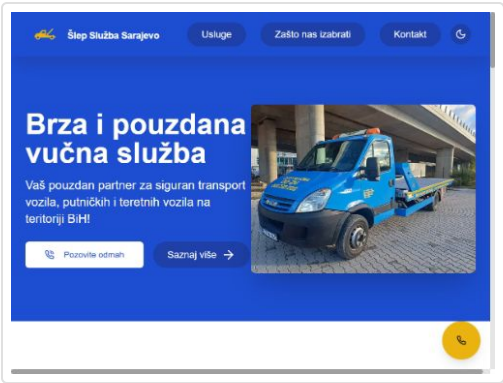 Šlep Služba Sarajevo
Usluge
Zašto nas izabrati
Kontakt
Brza i pouzdana
vučna služba
Vaš pouzdan partner za siguran transport
vozila, putničkih i teretnih vozila na
teritoriji BiH!
Pozovite odmah
Saznaj više →